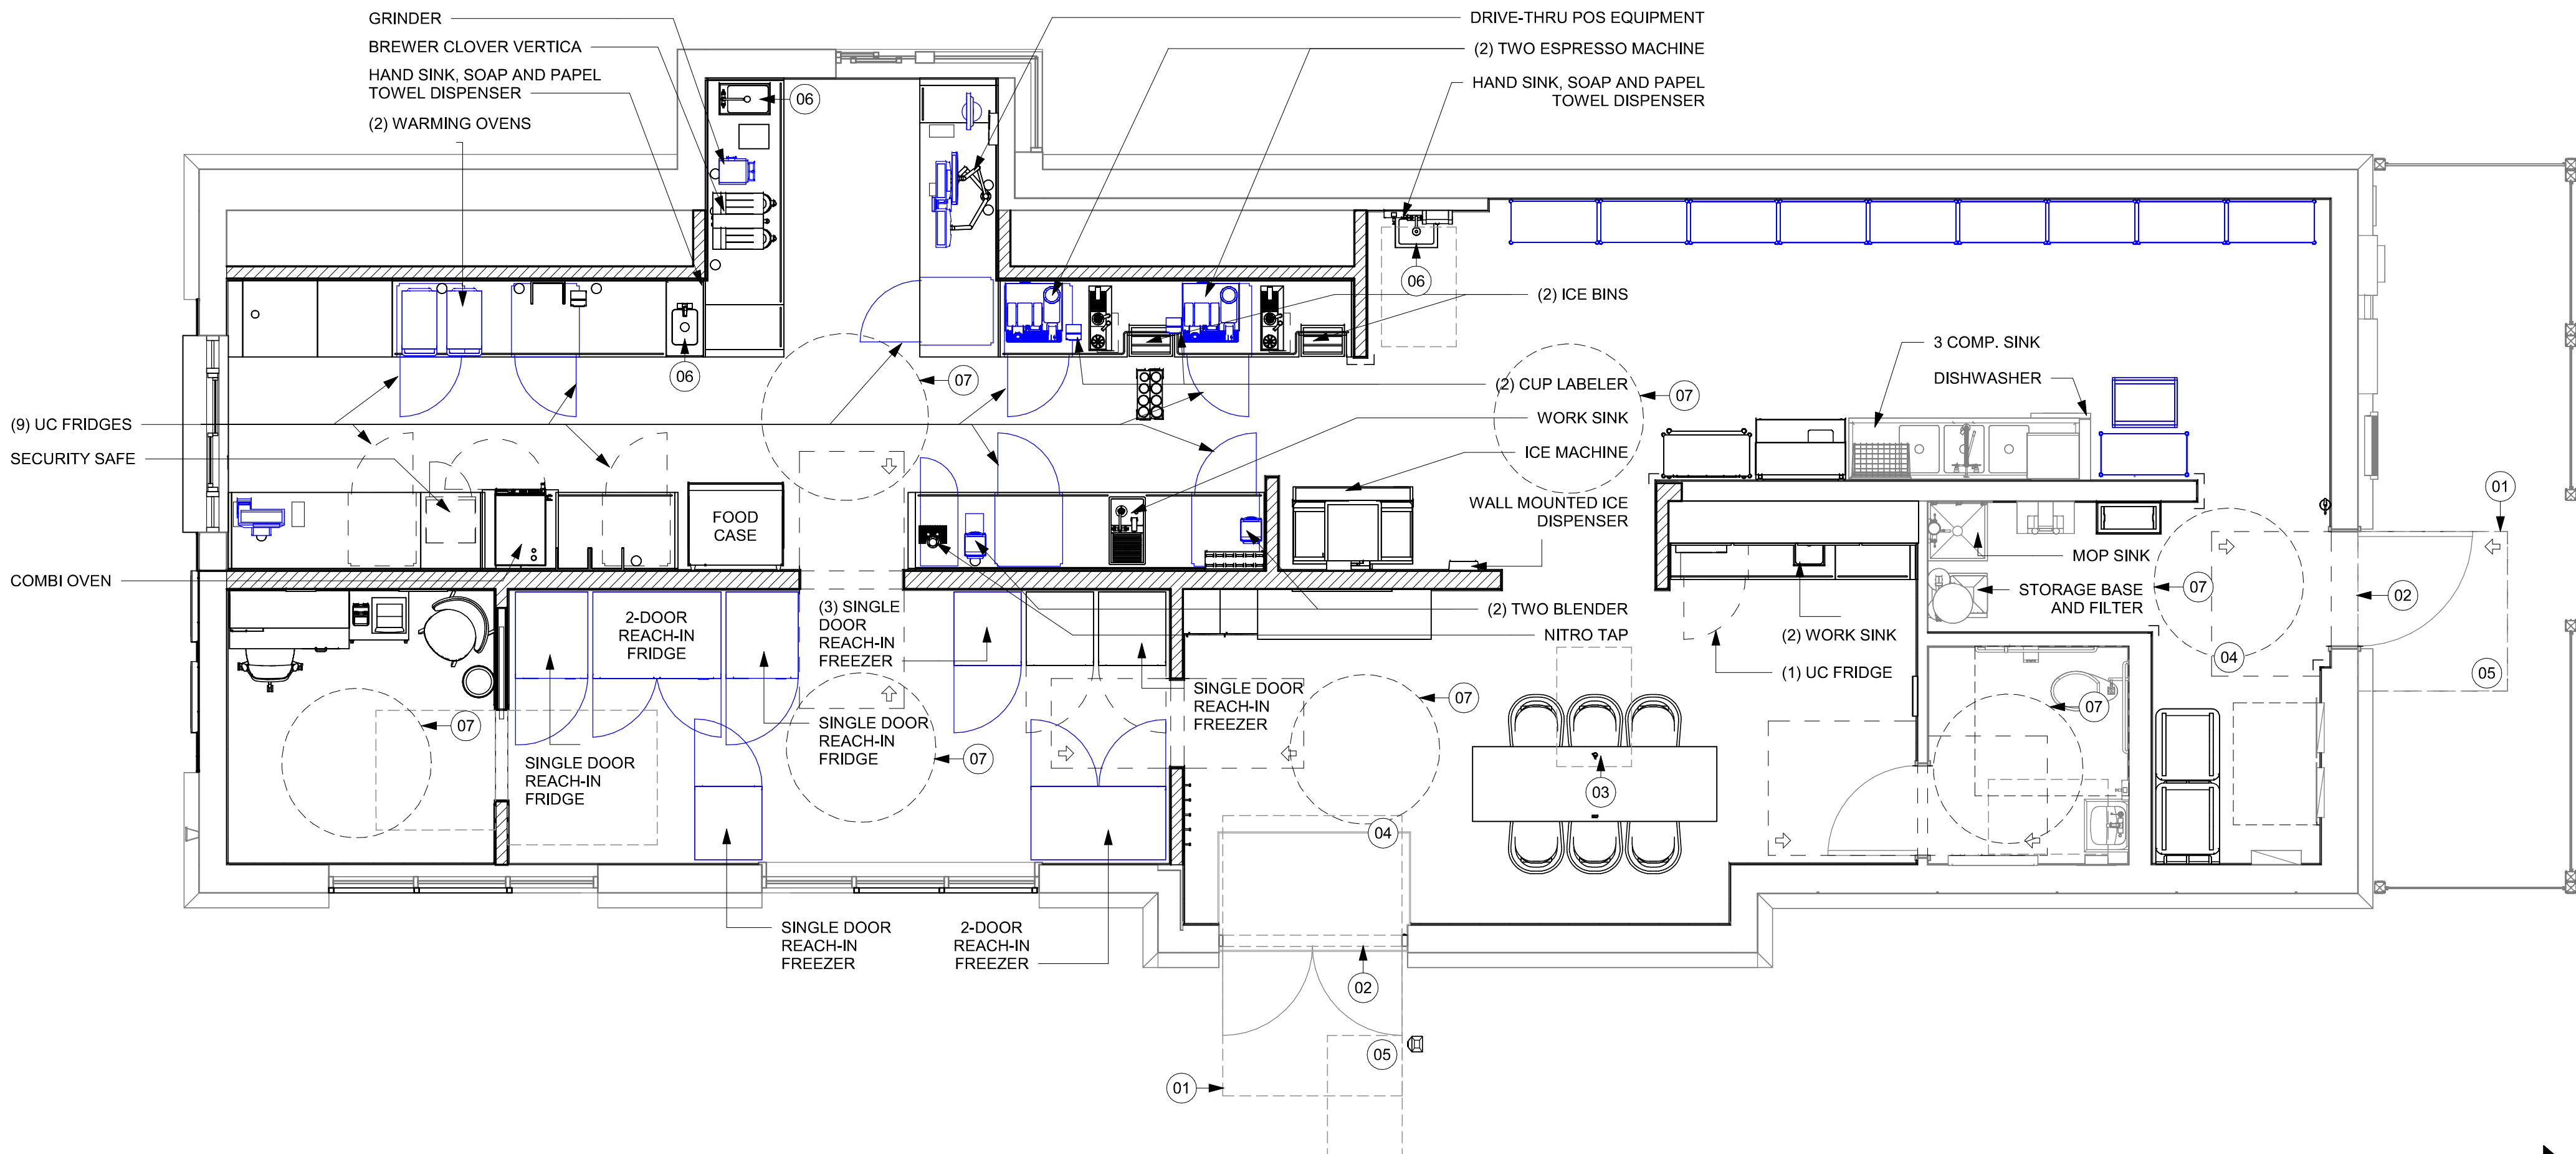 GRINDER
BREWER CLOVER VERTICA
HAND SINK, SOAP AND PAPEL
TOWEL DISPENSER
(2) WARMING OVENS
DRIVE-THRU POS EQUIPMENT
(2) TWO ESPRESSO MACHINE
HAND SINK, SOAP AND PAPEL
TOWEL DISPENSER
06
06
06
(2) ICE BINS
07
(2) CUP LABELER
07
WORK SINK
ICE MACHINE
WALL MOUNTED ICE
DISPENSER
3 COMP. SINK
DISHWASHER
(9) UC FRIDGES
SECURITY SAFE
COMBI OVEN
FOOD
CASE
01
MOP SINK
STORAGE BASE
AND FILTER
07
02
04
05
2-DOOR
REACH-IN
FRIDGE
(3) SINGLE
DOOR
REACH-IN
FREEZER
(2) TWO BLENDER
NITRO TAP
(2) WORK SINK
(1) UC FRIDGE
SINGLE DOOR
REACH-IN
FREEZER
SINGLE DOOR
REACH-IN
FRIDGE
SINGLE DOOR
REACH-IN
FRIDGE
07
07
07
07
03
04
SINGLE DOOR
REACH-IN
FREEZER
2-DOOR
REACH-IN
FREEZER
02
05
01